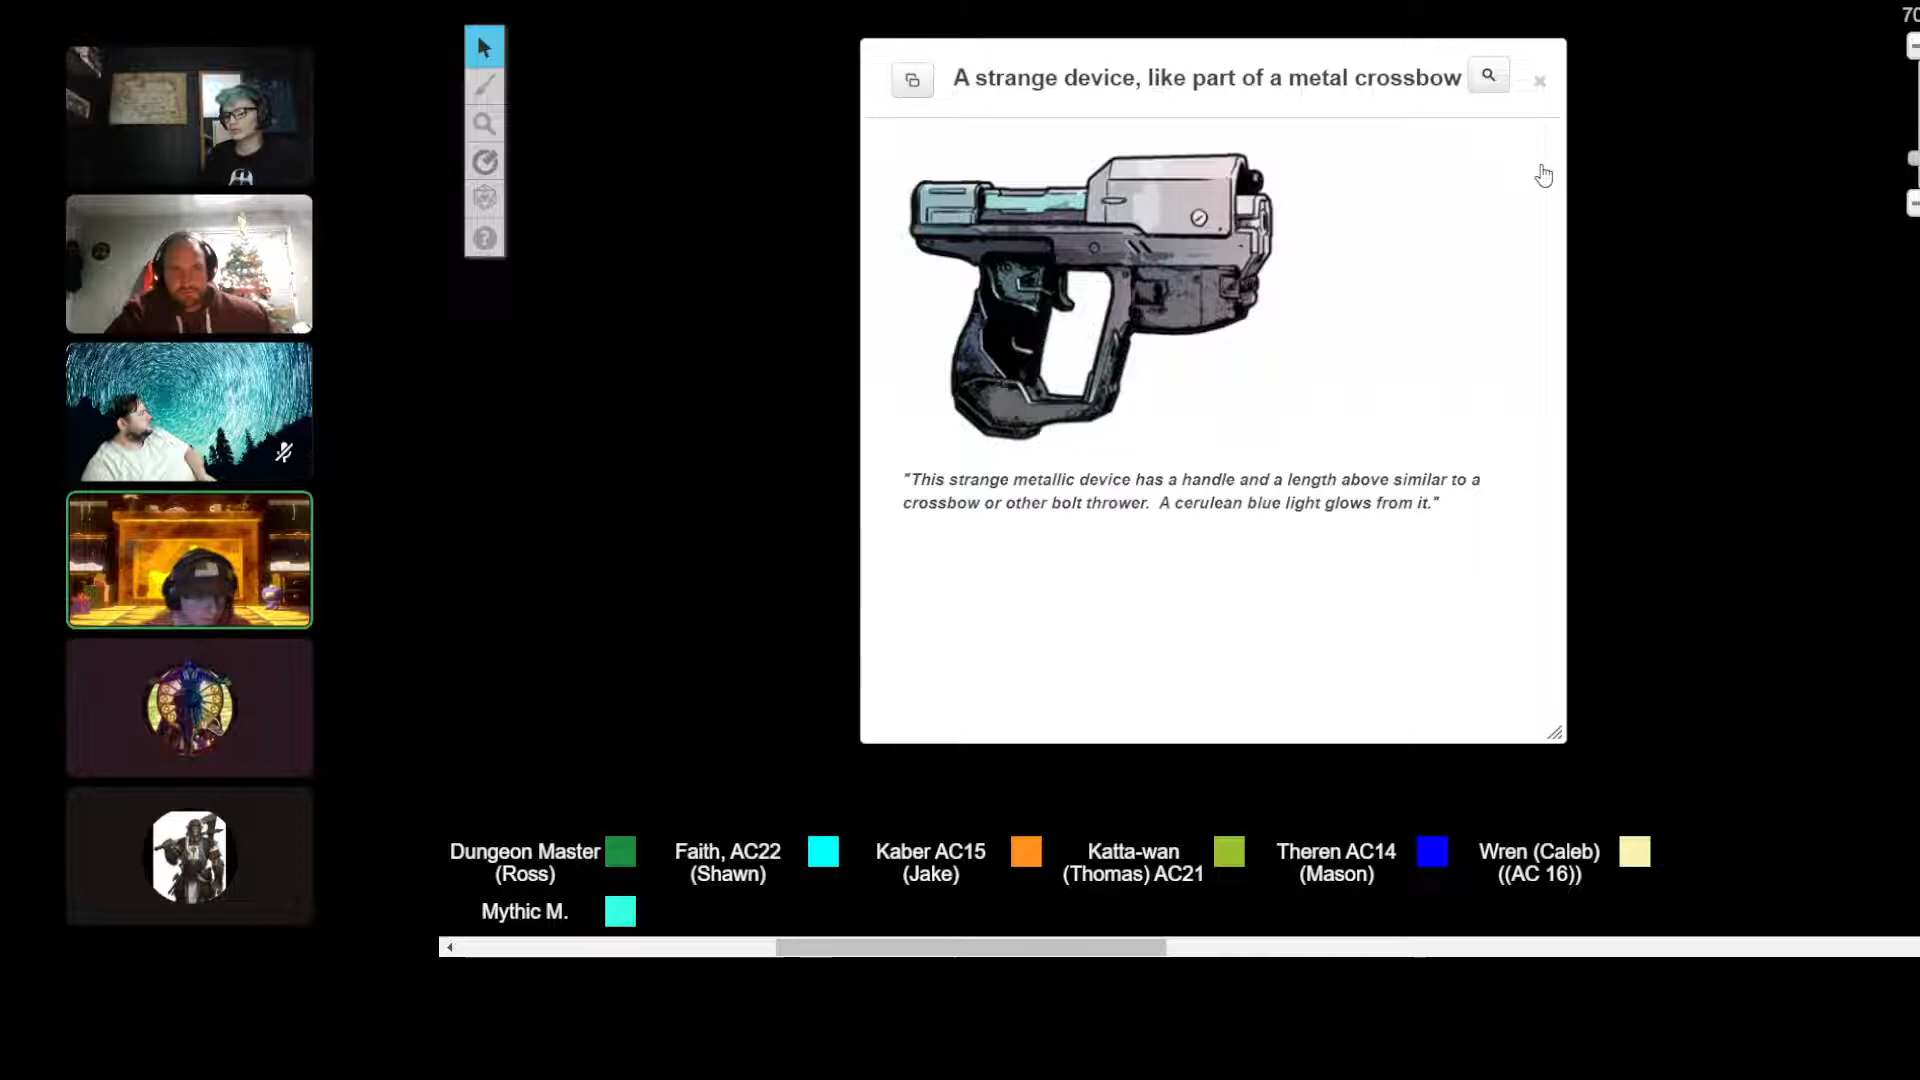 70
A strange device, like part of a metal crossbow
"This strange metallic device has a handle and a length above similar to a
crossbow or other bolt thrower. A cerulean blue light glows from it."
Dungeon Master
(Ross)
Faith, AC22
(Shawn)
Kaber AC15
(Jake)
Katta-wan
(Thomas) AC21
Theren AC14
(Mason)
Wren (Caleb)
((AC 16))
Mythic M.